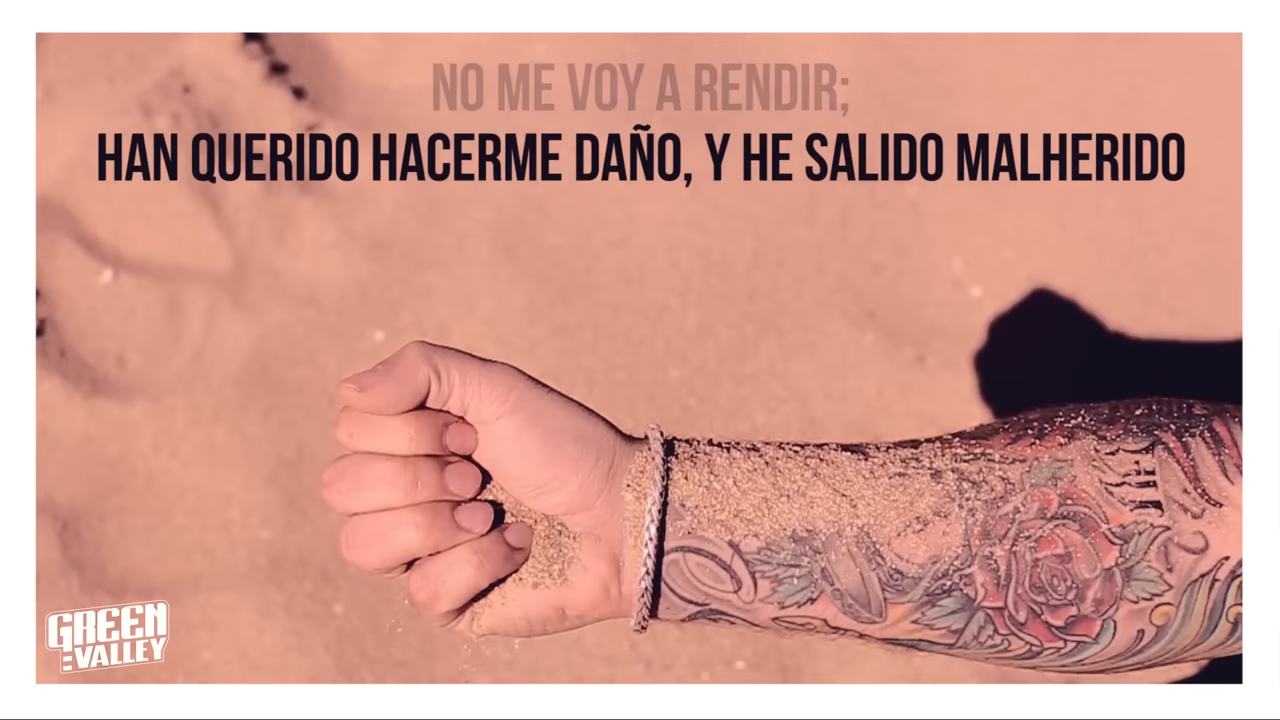 NO ME VOY A RENDIR;
HAN QUERIDO HACERME DAÑO, Y HE SALIDO MALHERIDO
GREEN
VALLEY